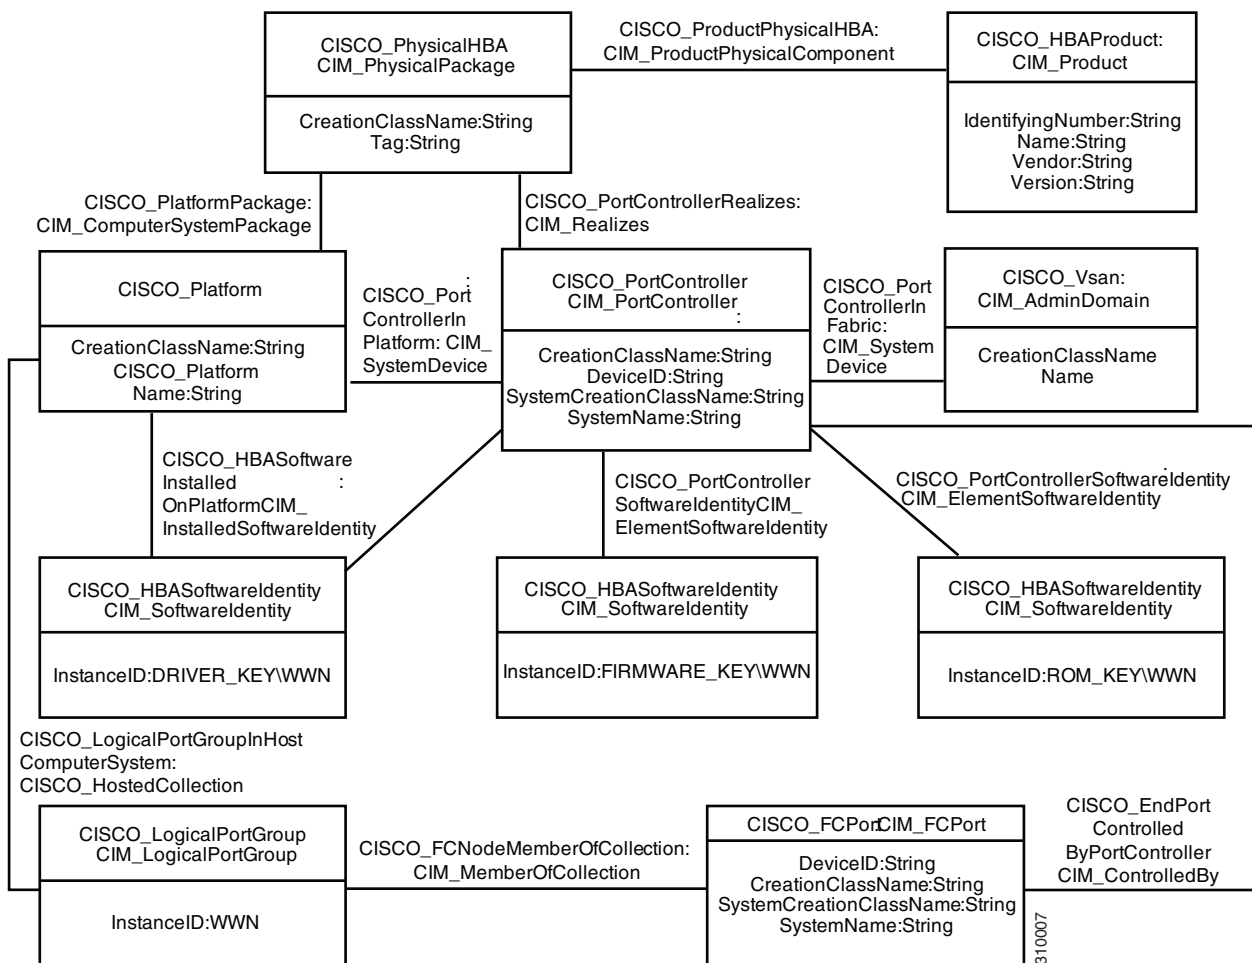 CISCO_PhysicalHBA
CIM_PhysicalPackage
CreationClassName:String
Tag:String
CISCO_ProductPhysicalHBA:
CIM_ProductPhysicalComponent
CISCO_HBAProduct:
CIM_Product
IdentifyingNumber:String
Name:String
Vendor:String
Version:String
CISCO_PlatformPackage:
CIM_ComputerSystemPackage
CISCO_PortControllerRealizes:
CIM_Realizes
CISCO_Platform
CreationClassName:String
CISCO_Platform
Name:String
:
CISCO_Port
ControllerIn
Platform: CIM_
SystemDevice
CISCO_PortController
CIM_PortController
:
CreationClassName:String
DeviceID:String
SystemCreationClassName:String
SystemName:String
CISCO_Port
ControllerIn
Fabric:
CIM_System
Device
CISCO_Vsan:
CIM_AdminDomain
CreationClassName
Name
CISCO_HBASoftware
Installed :
OnPlatformCIM_
InstalledSoftwareIdentity
CISCO_PortController
SoftwareIdentityCIM_
ElementSoftwareIdentity
:
CISCO_PortControllerSoftwareIdentity
CIM_ElementSoftwareIdentity
CISCO_HBASoftwareIdentity
CIM_SoftwareIdentity
InstanceID:DRIVER_KEY\WWN
CISCO_HBASoftwareIdentity
CIM_SoftwareIdentity
InstanceID:FIRMWARE_KEY\WWN
CISCO_HBASoftwareIdentity
CIM_SoftwareIdentity
InstanceID:ROM_KEY\WWN
CISCO_LogicalPortGroupInHost
ComputerSystem:
CISCO_HostedCollection
CISCO_LogicalPortGroup
CIM_LogicalPortGroup
InstanceID:WWN
CISCO_FCNodeMemberOfCollection:
CIM_MemberOfCollection
CISCO_FCPort:CIM_FCPort
DeviceID:String
CreationClassName:String
SystemCreationClassName:String
SystemName:String
CISCO_EndPort
Controlled
ByPortController
CIM_ControlledBy
310007